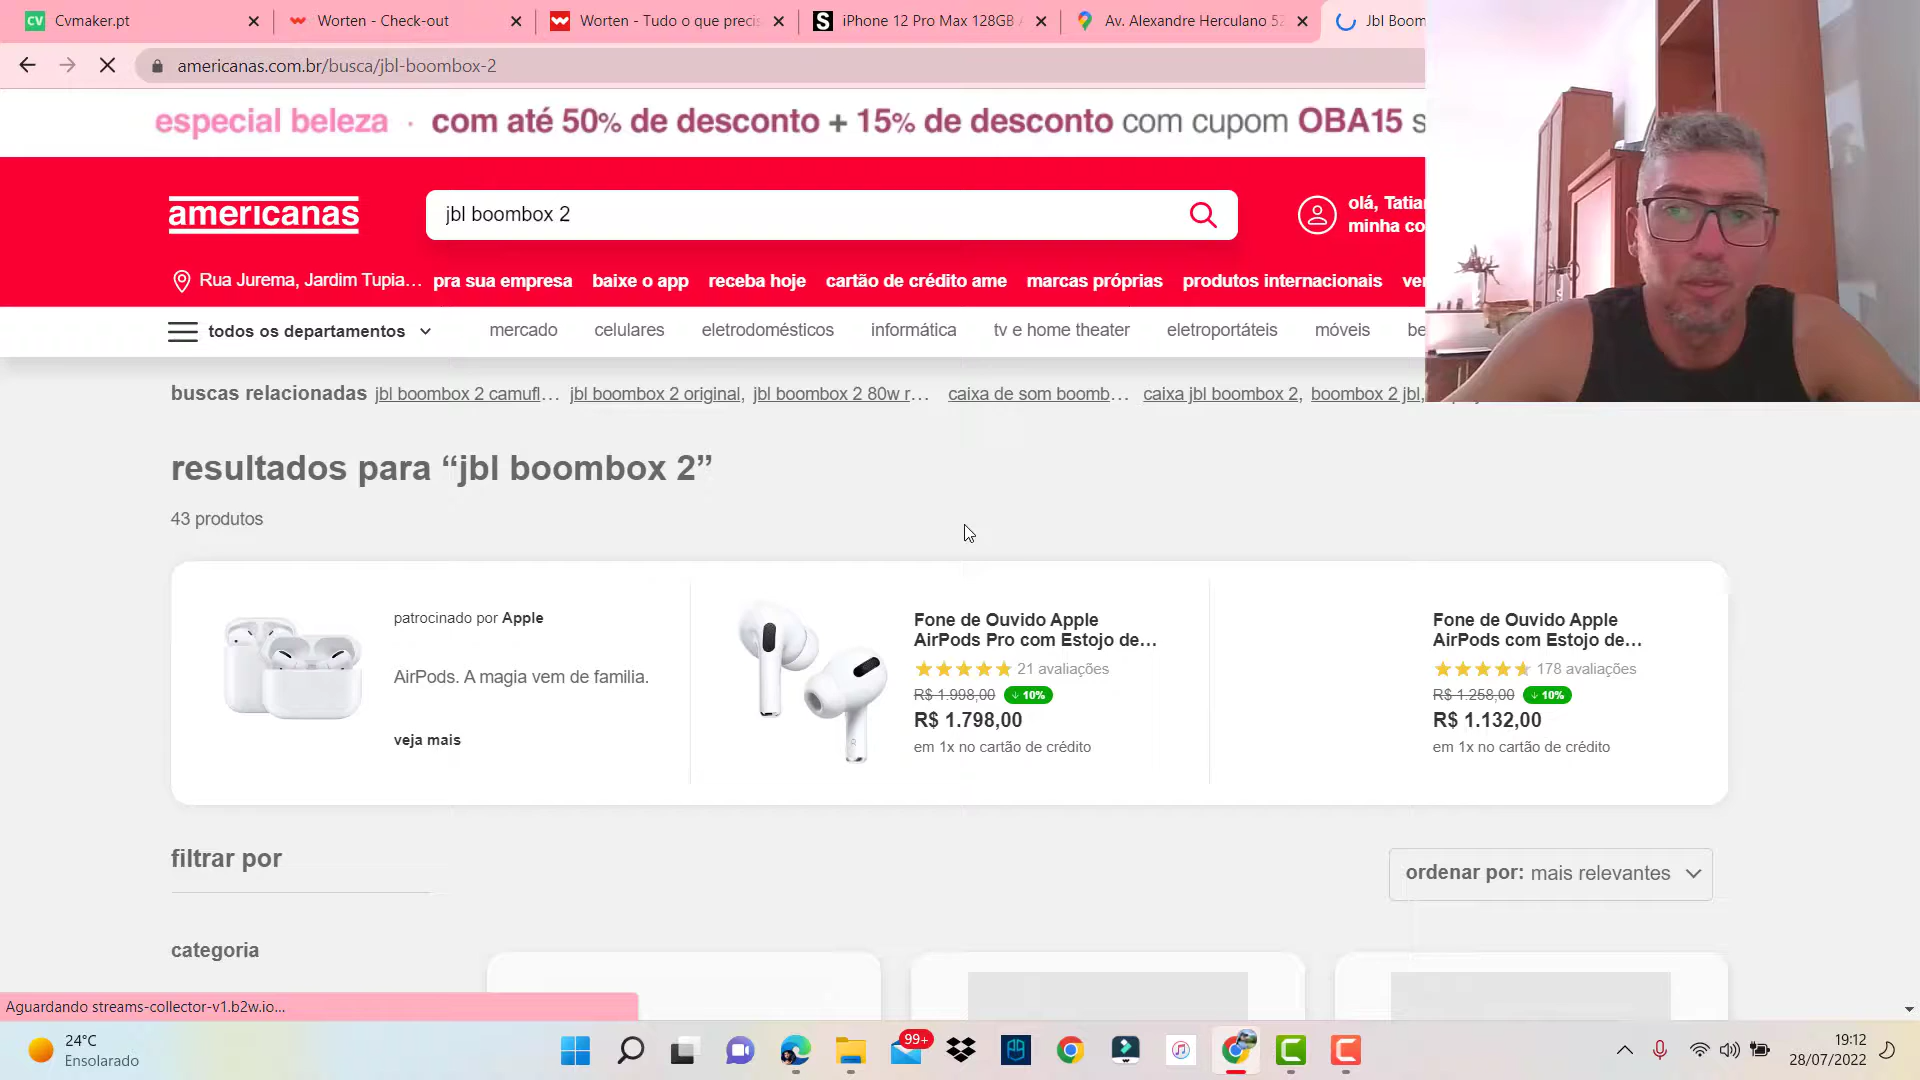 Cvmaker.pt
Worten - Check-out
Worten - Tudo o que precis
iPhone 12 Pro Max 128GB
Av. Alexandre Herculano 52
Jbl Boom
americanas.com.br/busca/jbl-boombox-2
especial beleza · com até 50% de desconto + 15% de desconto com cupom OBA15 s
americanas
jbl boombox 2
olá, Tatia
minha co
Rua Jurema, Jardim Tupia...
pra sua empresa
baixe o app
receba hoje
cartão de crédito ame
marcas próprias
produtos internacionais
ve
todos os departamentos
mercado
celulares
eletrodomésticos
informática
tv e home theater
eletroportáteis
móveis
be
buscas relacionadas jbl boombox 2 camufl... jbl boombox 2 original, jbl boombox 2 80w r... caixa de som boomb... caixa jbl boombox 2, boombox 2 jbl,
resultados para “jbl boombox 2”
43 produtos
patrocinado por Apple
AirPods. A magia vem de familia.
veja mais
Fone de Ouvido Apple
AirPods Pro com Estojo de...
21 avaliações
R$ 1.998,00 10%
R$ 1.798,00
em 1x no cartão de crédito
Fone de Ouvido Apple
AirPods com Estojo de...
178 avaliações
R$ 1.258,00 10%
R$ 1.132,00
em 1x no cartão de crédito
filtrar por
ordenar por: mais relevantes
categoria
Aguardando streams-collector-v1.b2w.io...
24°C
Ensolarado
99+
19:12
28/07/2022